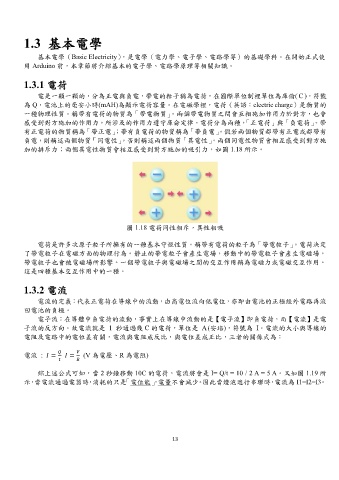 1.3 基本電學
基本電學（Basic Electricity），是電學（電力學、電子學、電路學等）的基礎學科，在開始正式使
用 Arduino 前，本章節將介紹基本的電子學、電路學原理等相關知識。
1.3.1 電荷
電是一顆一顆的，分為正電與負電，帶電的粒子稱為電荷，在國際單位制裡單位為庫倫(C)，符號
為 Q，電池上的毫安小時(mAH)為顯示電荷容量。在電磁學裡，電荷（英語：electric charge）是物質的
一種物理性質。稱帶有電荷的物質為「帶電物質」。兩個帶電物質之間會互相施加作用力於對方，也會
感受到對方施加的作用力，所涉及的作用力遵守庫侖定律。電荷分為兩種，「正電荷」與「負電荷」。帶
有正電荷的物質稱為「帶正電」；帶有負電荷的物質稱為「帶負電」。假若兩個物質都帶有正電或都帶有
負電，則稱這兩個物質「同電性」，否則稱這兩個物質「異電性」。兩個同電性物質會相互感受到對方施
加的排斥力；兩個異電性物質會相互感受到對方施加的吸引力，如圖 1.18 所示。
圖 1.18 電荷同性相斥、異性相吸
電荷是許多次原子粒子所擁有的一種基本守恆性質。稱帶有電荷的粒子為「帶電粒子」。電荷決定
了帶電粒子在電磁方面的物理行為。靜止的帶電粒子會產生電場，移動中的帶電粒子會產生電磁場，
帶電粒子也會被電磁場所影響。一個帶電粒子與電磁場之間的交互作用稱為電磁力或電磁交互作用。
這是四種基本交互作用中的一種。
1.3.2 電流
電流的定義：代表正電荷在導線中的流動，由高電位流向低電位，亦即由電池的正極經外電路再流
回電池的負極。
電子流：在導體中自電荷的流動，事實上在導線中流動的是【電子流】即負電荷，而【電流】是電
子流的反方向。故電流就是 1 秒通過幾 C 的電荷，單位是 A(安培)，符號為 I。電流的大小與導線的
電阻及電路中的電位差有關，電流與電阻成反比，與電位差成正比，三者的關係式為：
電流：I = Q/t  I = V/R (V 為電壓、R 為電阻)
綜上述公式可知，當 2 秒鐘移動 10C 的電荷，電流將會是 I= Q/t = 10 / 2 A = 5 A。又如圖 1.19 所
示，當電流通過電器時，消耗的只是「電位能」，電量不會減少。因此當燈泡進行串聯時，電流為 I1=I2=I3。
13